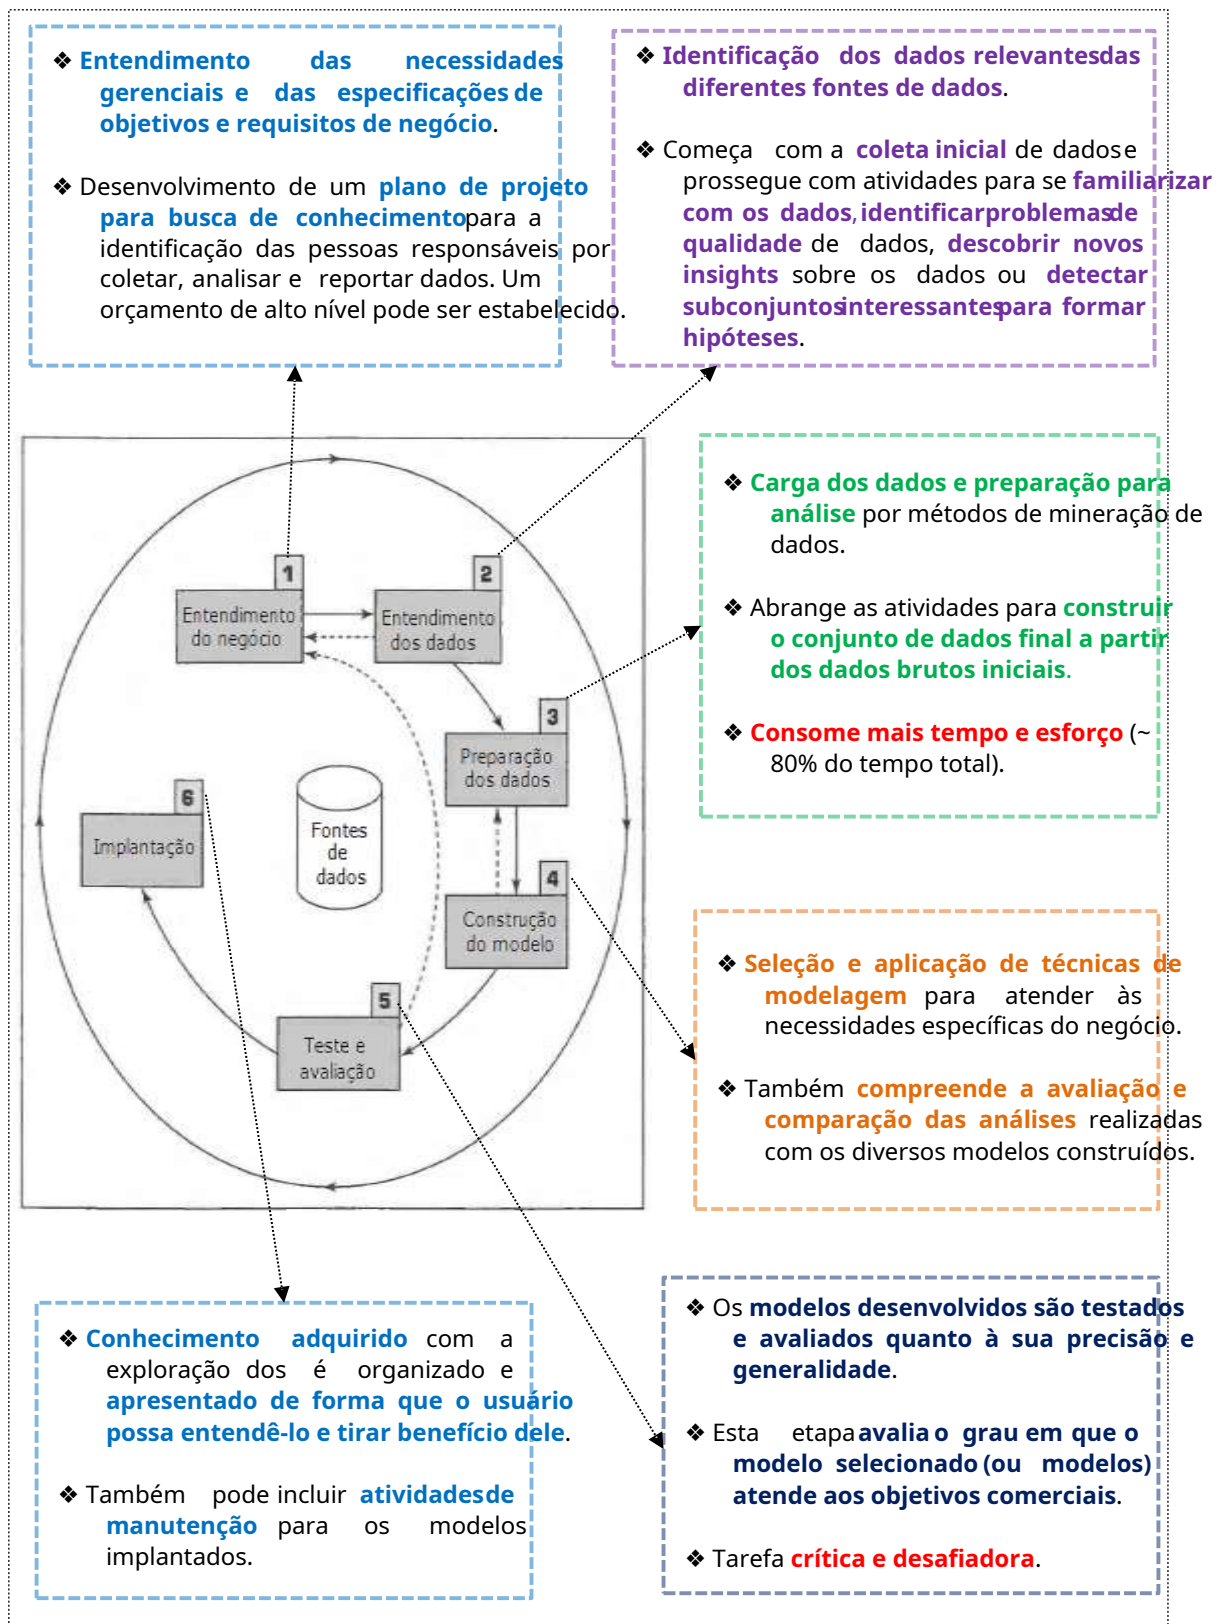 ❖ Entendimento das necessidades
gerenciais e das especificações de
objetivos e requisitos de negócio.
❖ Desenvolvimento de um plano de projeto
para busca de conhecimento para a
identificação das pessoas responsáveis por
coletar, analisar e reportar dados. Um
orçamento de alto nível pode ser estabelecido.
❖ Identificação dos dados relevantes das
diferentes fontes de dados.
❖ Começa com a coleta inicial de dados e
prossegue com atividades para se familiarizar
com os dados, identificar problemas de
qualidade de dados, descobrir novos
insights sobre os dados ou detectar
subconjuntos interessantes para formar
hipóteses.
1
Entendimento
do negócio
2
Entendimento
dos dados
3
Preparação
dos dados
6
Implantação
Fontes
de
dados
4
Construção
do modelo
5
Teste e
avaliação
❖ Carga dos dados e preparação para
análise por métodos de mineração de
dados.
❖ Abrange as atividades para construir
o conjunto de dados final a partir
dos dados brutos iniciais.
❖ Consome mais tempo e esforço (~
80% do tempo total).
❖ Seleção e aplicação de técnicas de
modelagem para atender às
necessidades específicas do negócio.
❖ Também compreende a avaliação e
comparação das análises realizadas
com os diversos modelos construídos.
❖ Conhecimento adquirido com a
exploração dos é organizado e
apresentado de forma que o usuário
possa entendê-lo e tirar benefício dele.
❖ Também pode incluir atividades de
manutenção para os modelos
implantados.
❖ Os modelos desenvolvidos são testados
e avaliados quanto à sua precisão e
generalidade.
❖ Esta etapa avalia o grau em que o
modelo selecionado (ou modelos)
atende aos objetivos comerciais.
❖ Tarefa crítica e desafiadora.